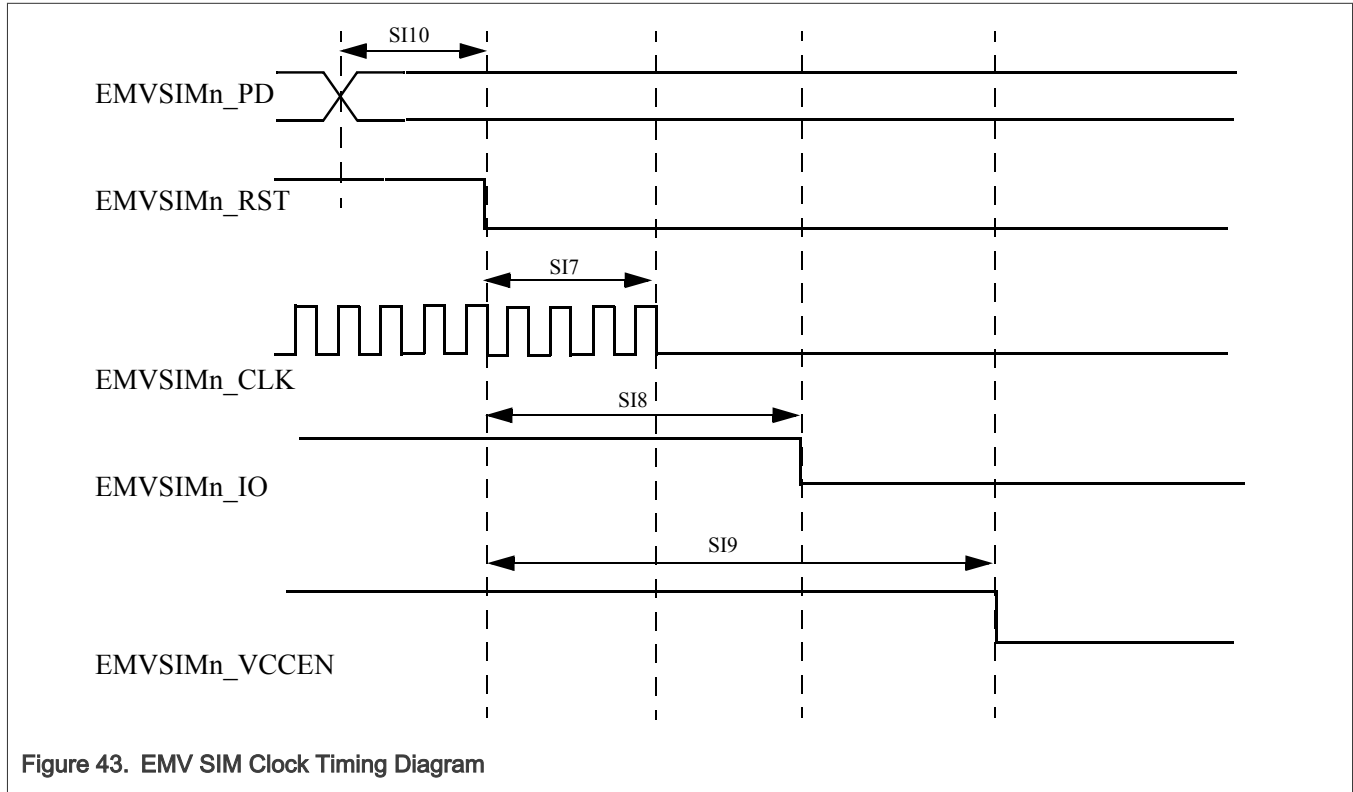 SI10
EMVSIMn_PD
EMVSIMn_RST
SI7
EMVSIMn_CLK
SI8
EMVSIMn_IO
SI9
EMVSIMn_VCCEN
Figure 43. EMV SIM Clock Timing Diagram